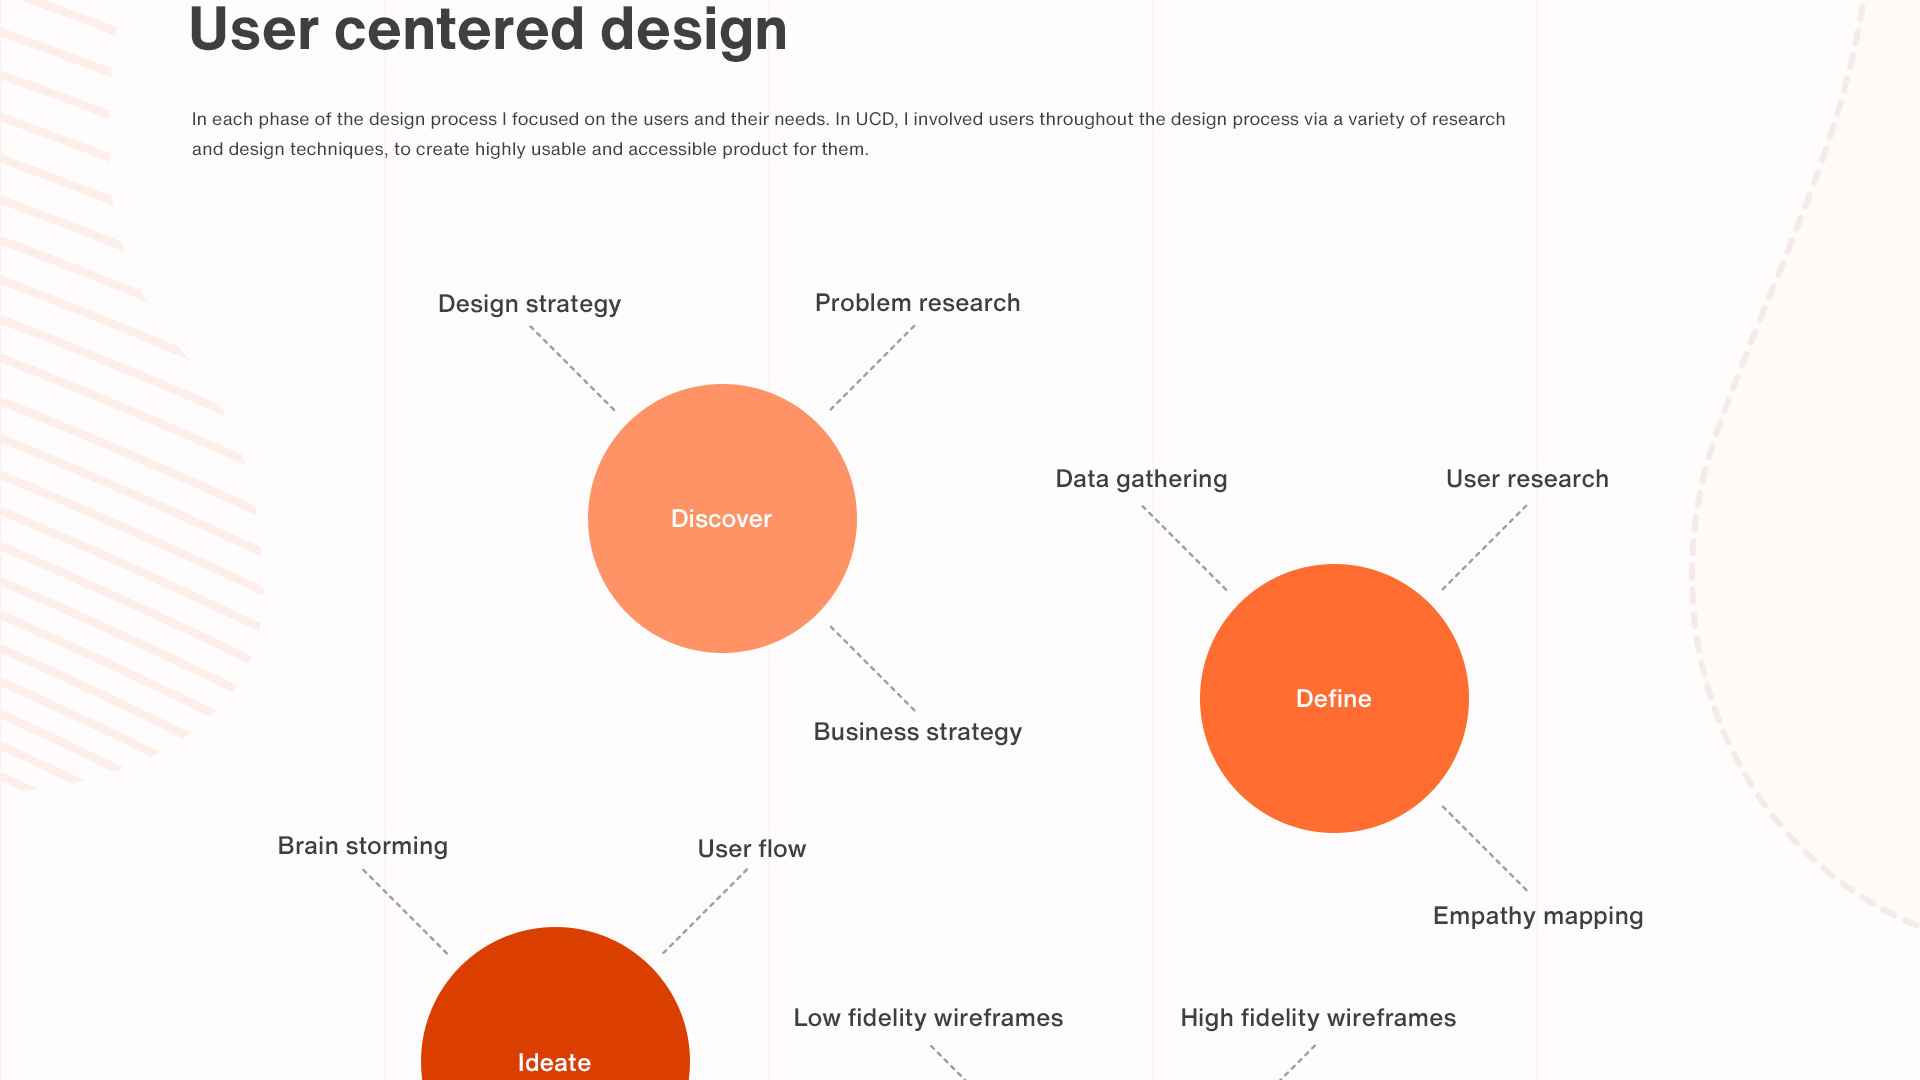 User centered design
In each phase of the design process I focused on the users and their needs. In UCD, I involved users throughout the design process via a variety of research
and design techniques, to create highly usable and accessible product for them.
Design strategy
Problem research
Discover
Business strategy
Data gathering
User research
Define
Empathy mapping
Brain storming
User flow
Ideate
Low fidelity wireframes
High fidelity wireframes